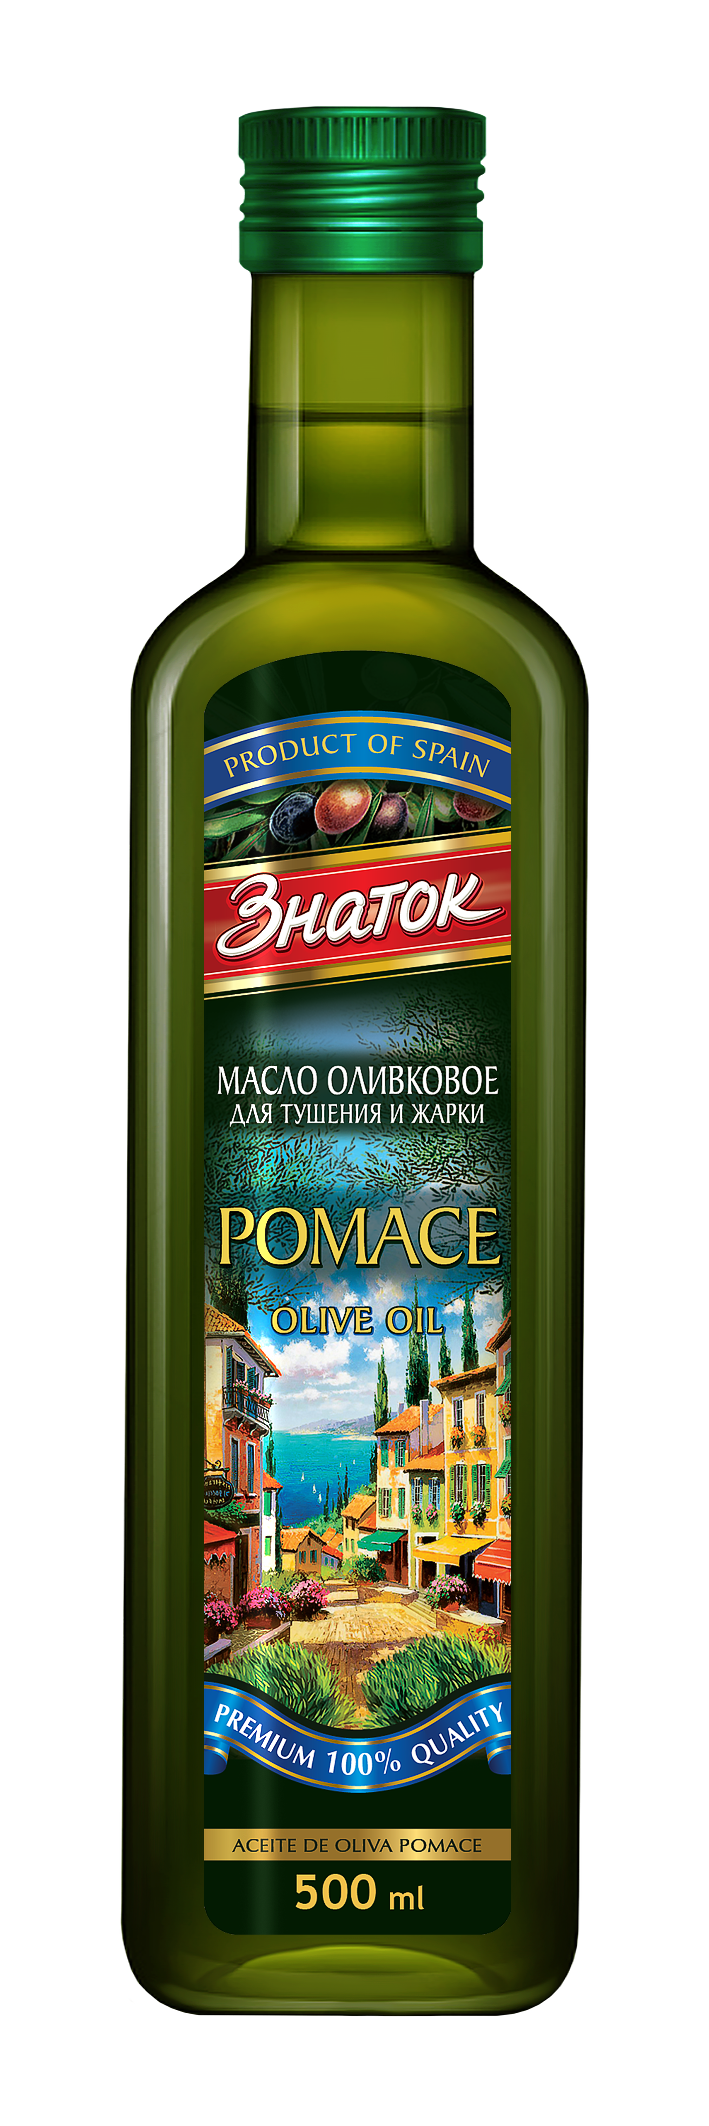 PRODUCT OF SPAIN
Знаток
МАСЛО ОЛИВКОВОЕ
ДЛЯ ТУШЕНИЯ И ЖАРКИ
POMACE
OLIVE OIL
PREMIUM 100% QUALITY
ACEITE DE OLIVA POMACE
500 ml